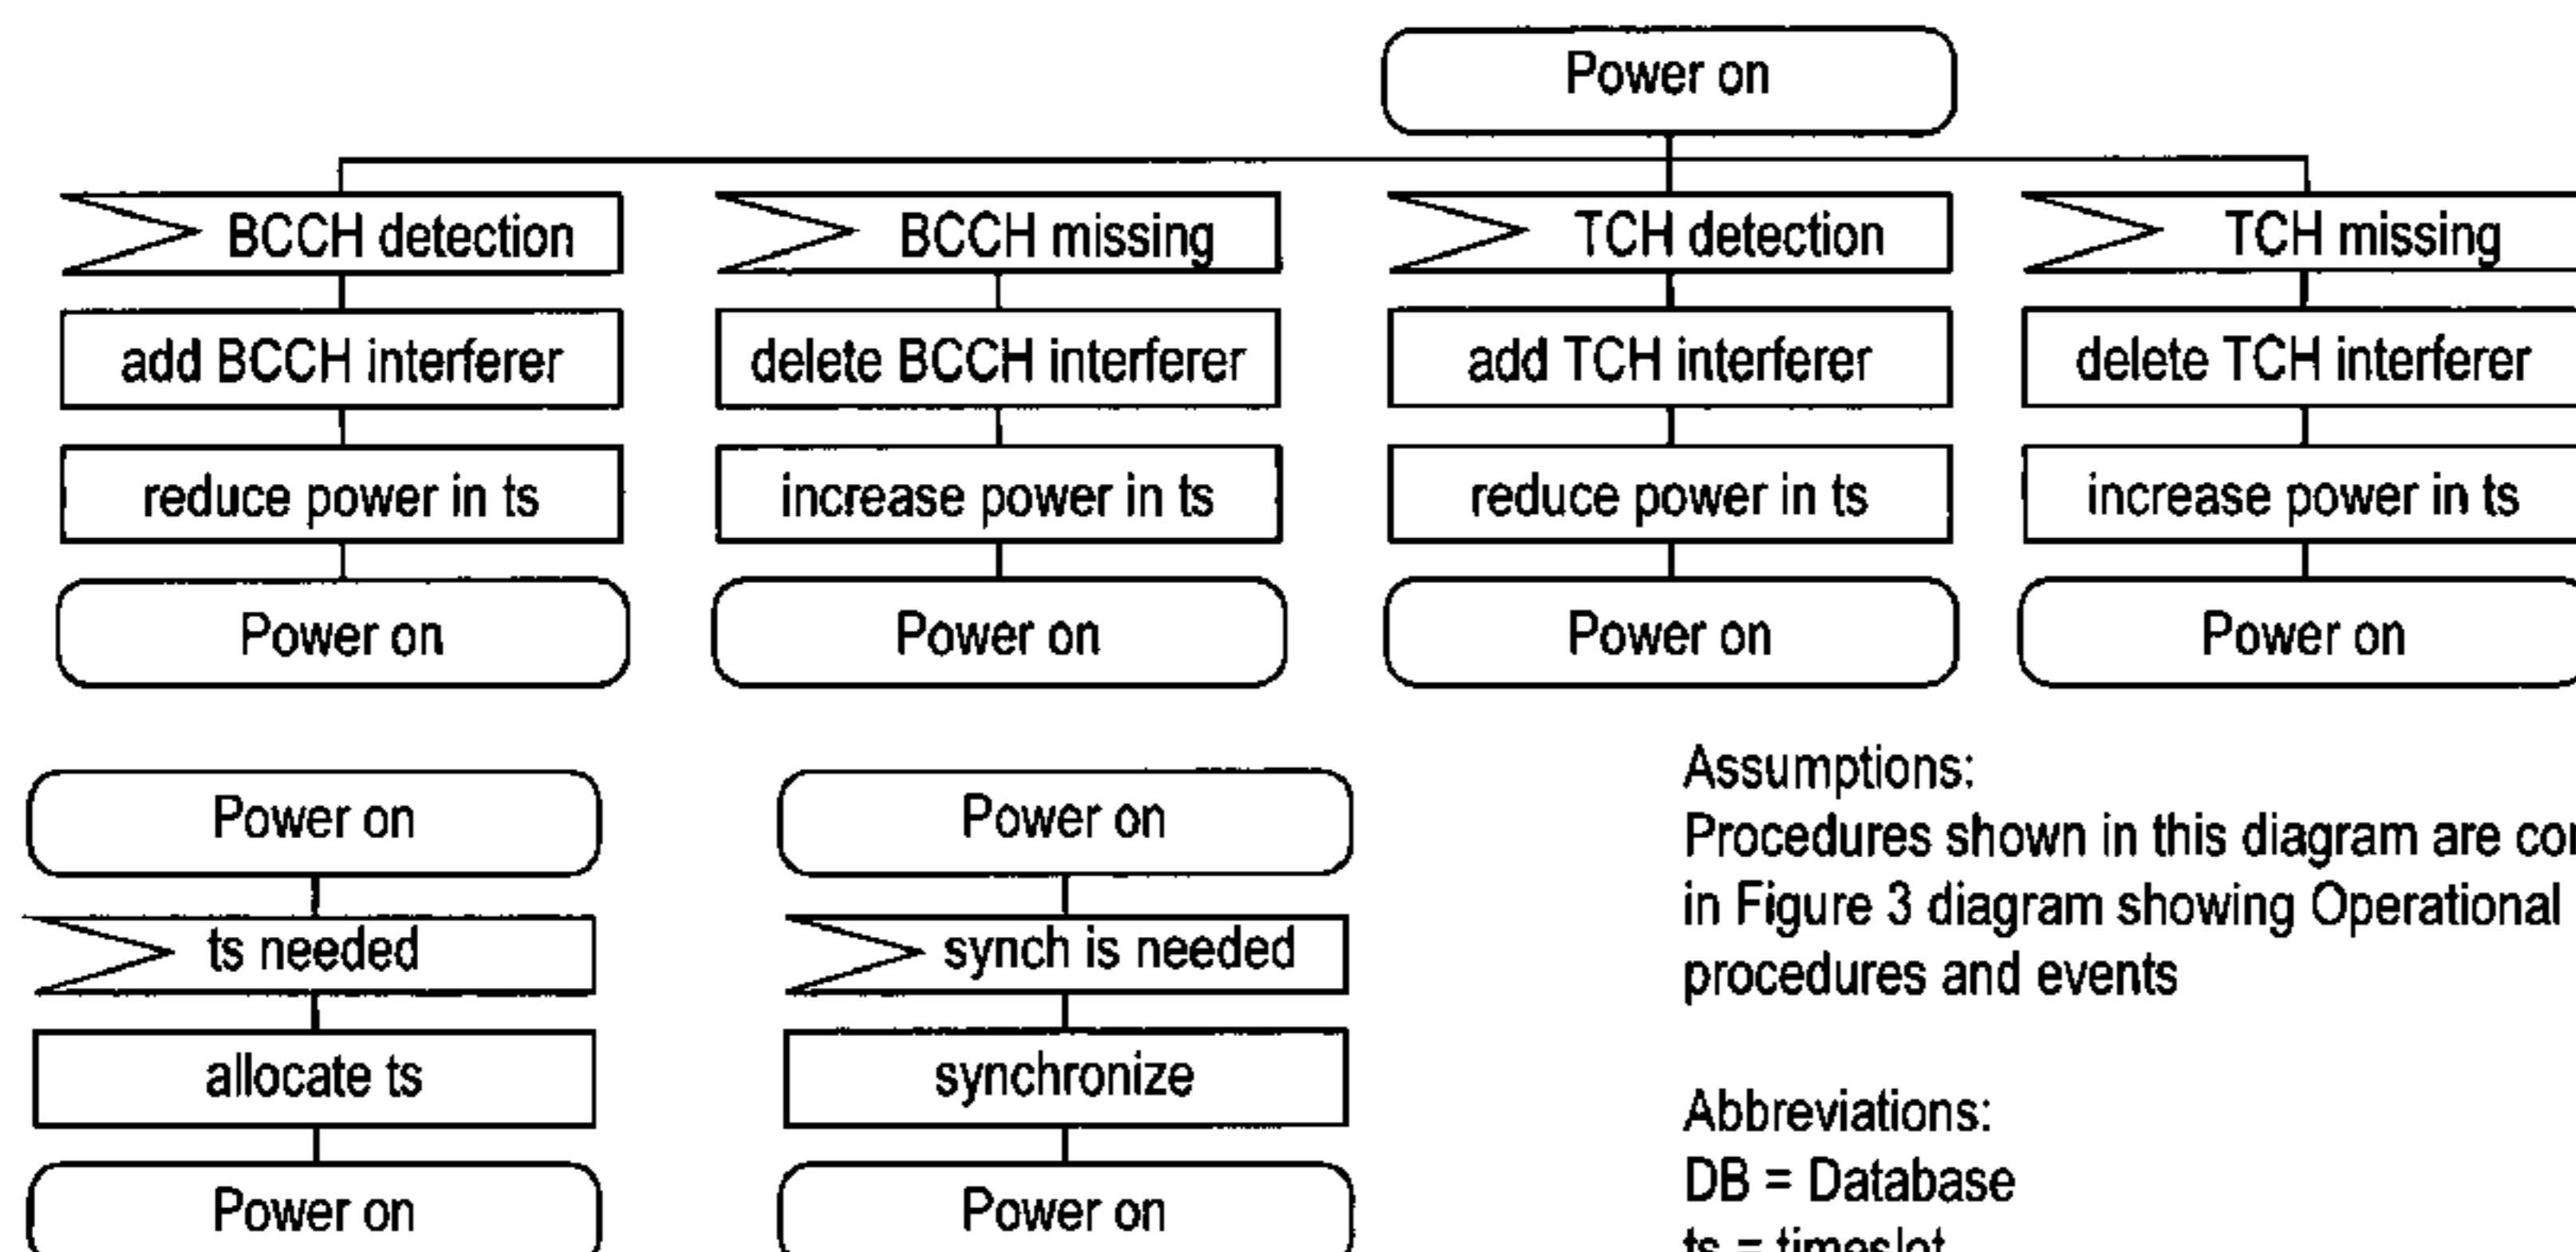 Power on
BCCH detection
BCCH missing
TCH detection
TCH missing
add BCCH interferer
delete BCCH interferer
add TCH interferer
delete TCH interferer
reduce power in ts
increase power in ts
reduce power in ts
increase power in ts
Power on
Power on
Power on
Power on
Power on
ts needed
allocate ts
Power on
Power on
synch is needed
synchronize
Power on
Assumptions:
Procedures shown in this diagram are
in Figure 3 diagram showing Operational
procedures and events
Abbreviations:
DB = Database
ts = timeslot